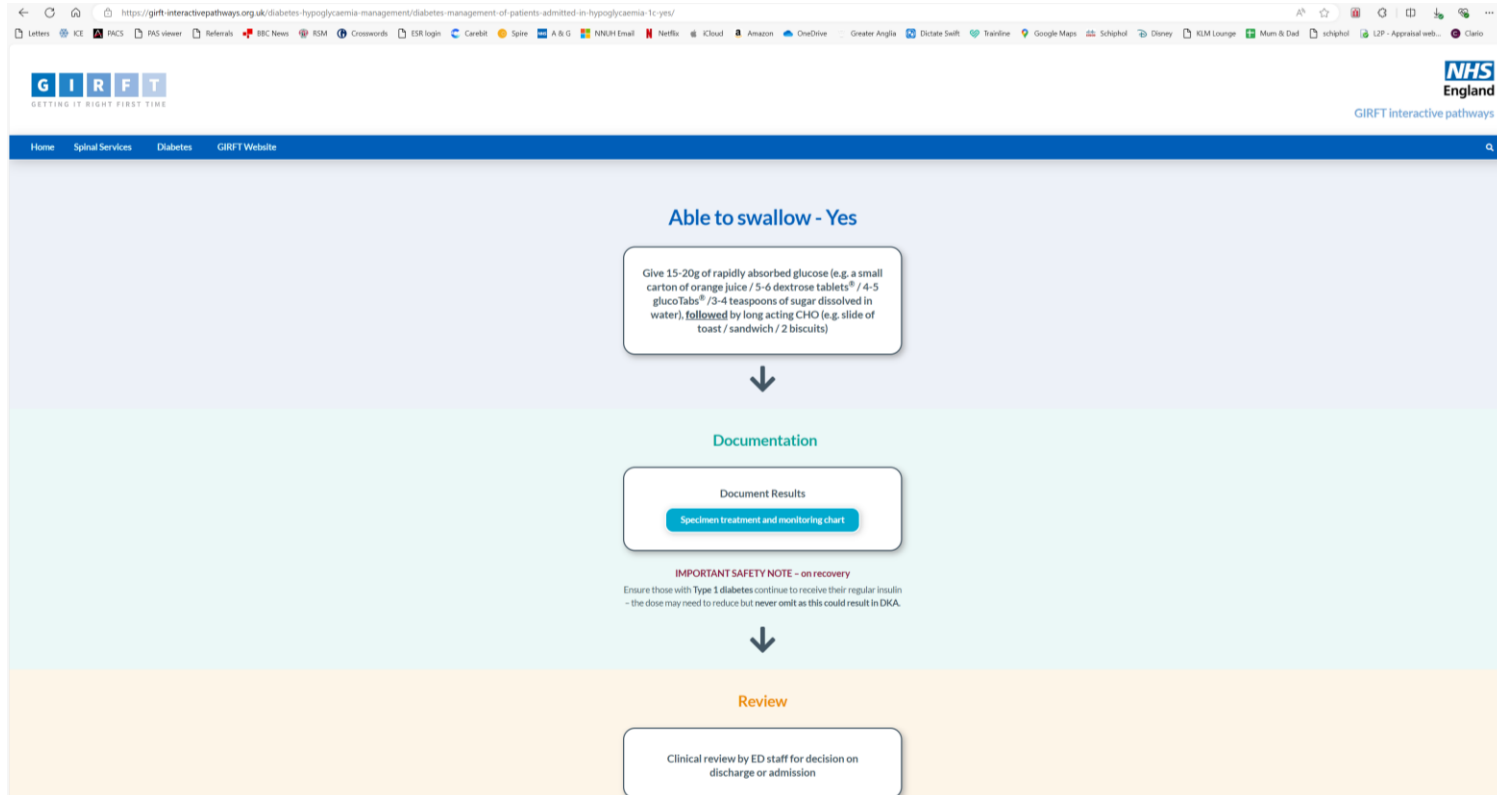 https://girft-interactivepathways.org.uk/diabetes-hypoglycaemia-management/diabetes-management-of-patients-admitted-in-hypoglycaemia-1c-yes/
Letters ICE PACS PAS viewer Referrals BBC News RSM Crosswords ESR login Carebit Spire A & G NNUH Email Netflix iCloud Amazon OneDrive Greater Anglia Dictate Swift Trainline Google Maps Schiphol Disney KLM Lounge Mum & Dad schiphol L2P - Appraisal web... Clario
GIRFT
GETTING IT RIGHT FIRST TIME
NHS
England
GIRFT interactive pathways
Home Spinal Services Diabetes GIRFT Website
Able to swallow - Yes
Give 15-20g of rapidly absorbed glucose (e.g. a small
carton of orange juice / 5-6 dextrose tablets® / 4-5
glucoTabs® /3-4 teaspoons of sugar dissolved in
water), followed by long acting CHO (e.g. slide of
toast / sandwich / 2 biscuits)
Documentation
Document Results
Specimen treatment and monitoring chart
IMPORTANT SAFETY NOTE – on recovery
Ensure those with Type 1 diabetes continue to receive their regular insulin
– the dose may need to reduce but never omit as this could result in DKA.
Review
Clinical review by ED staff for decision on
discharge or admission